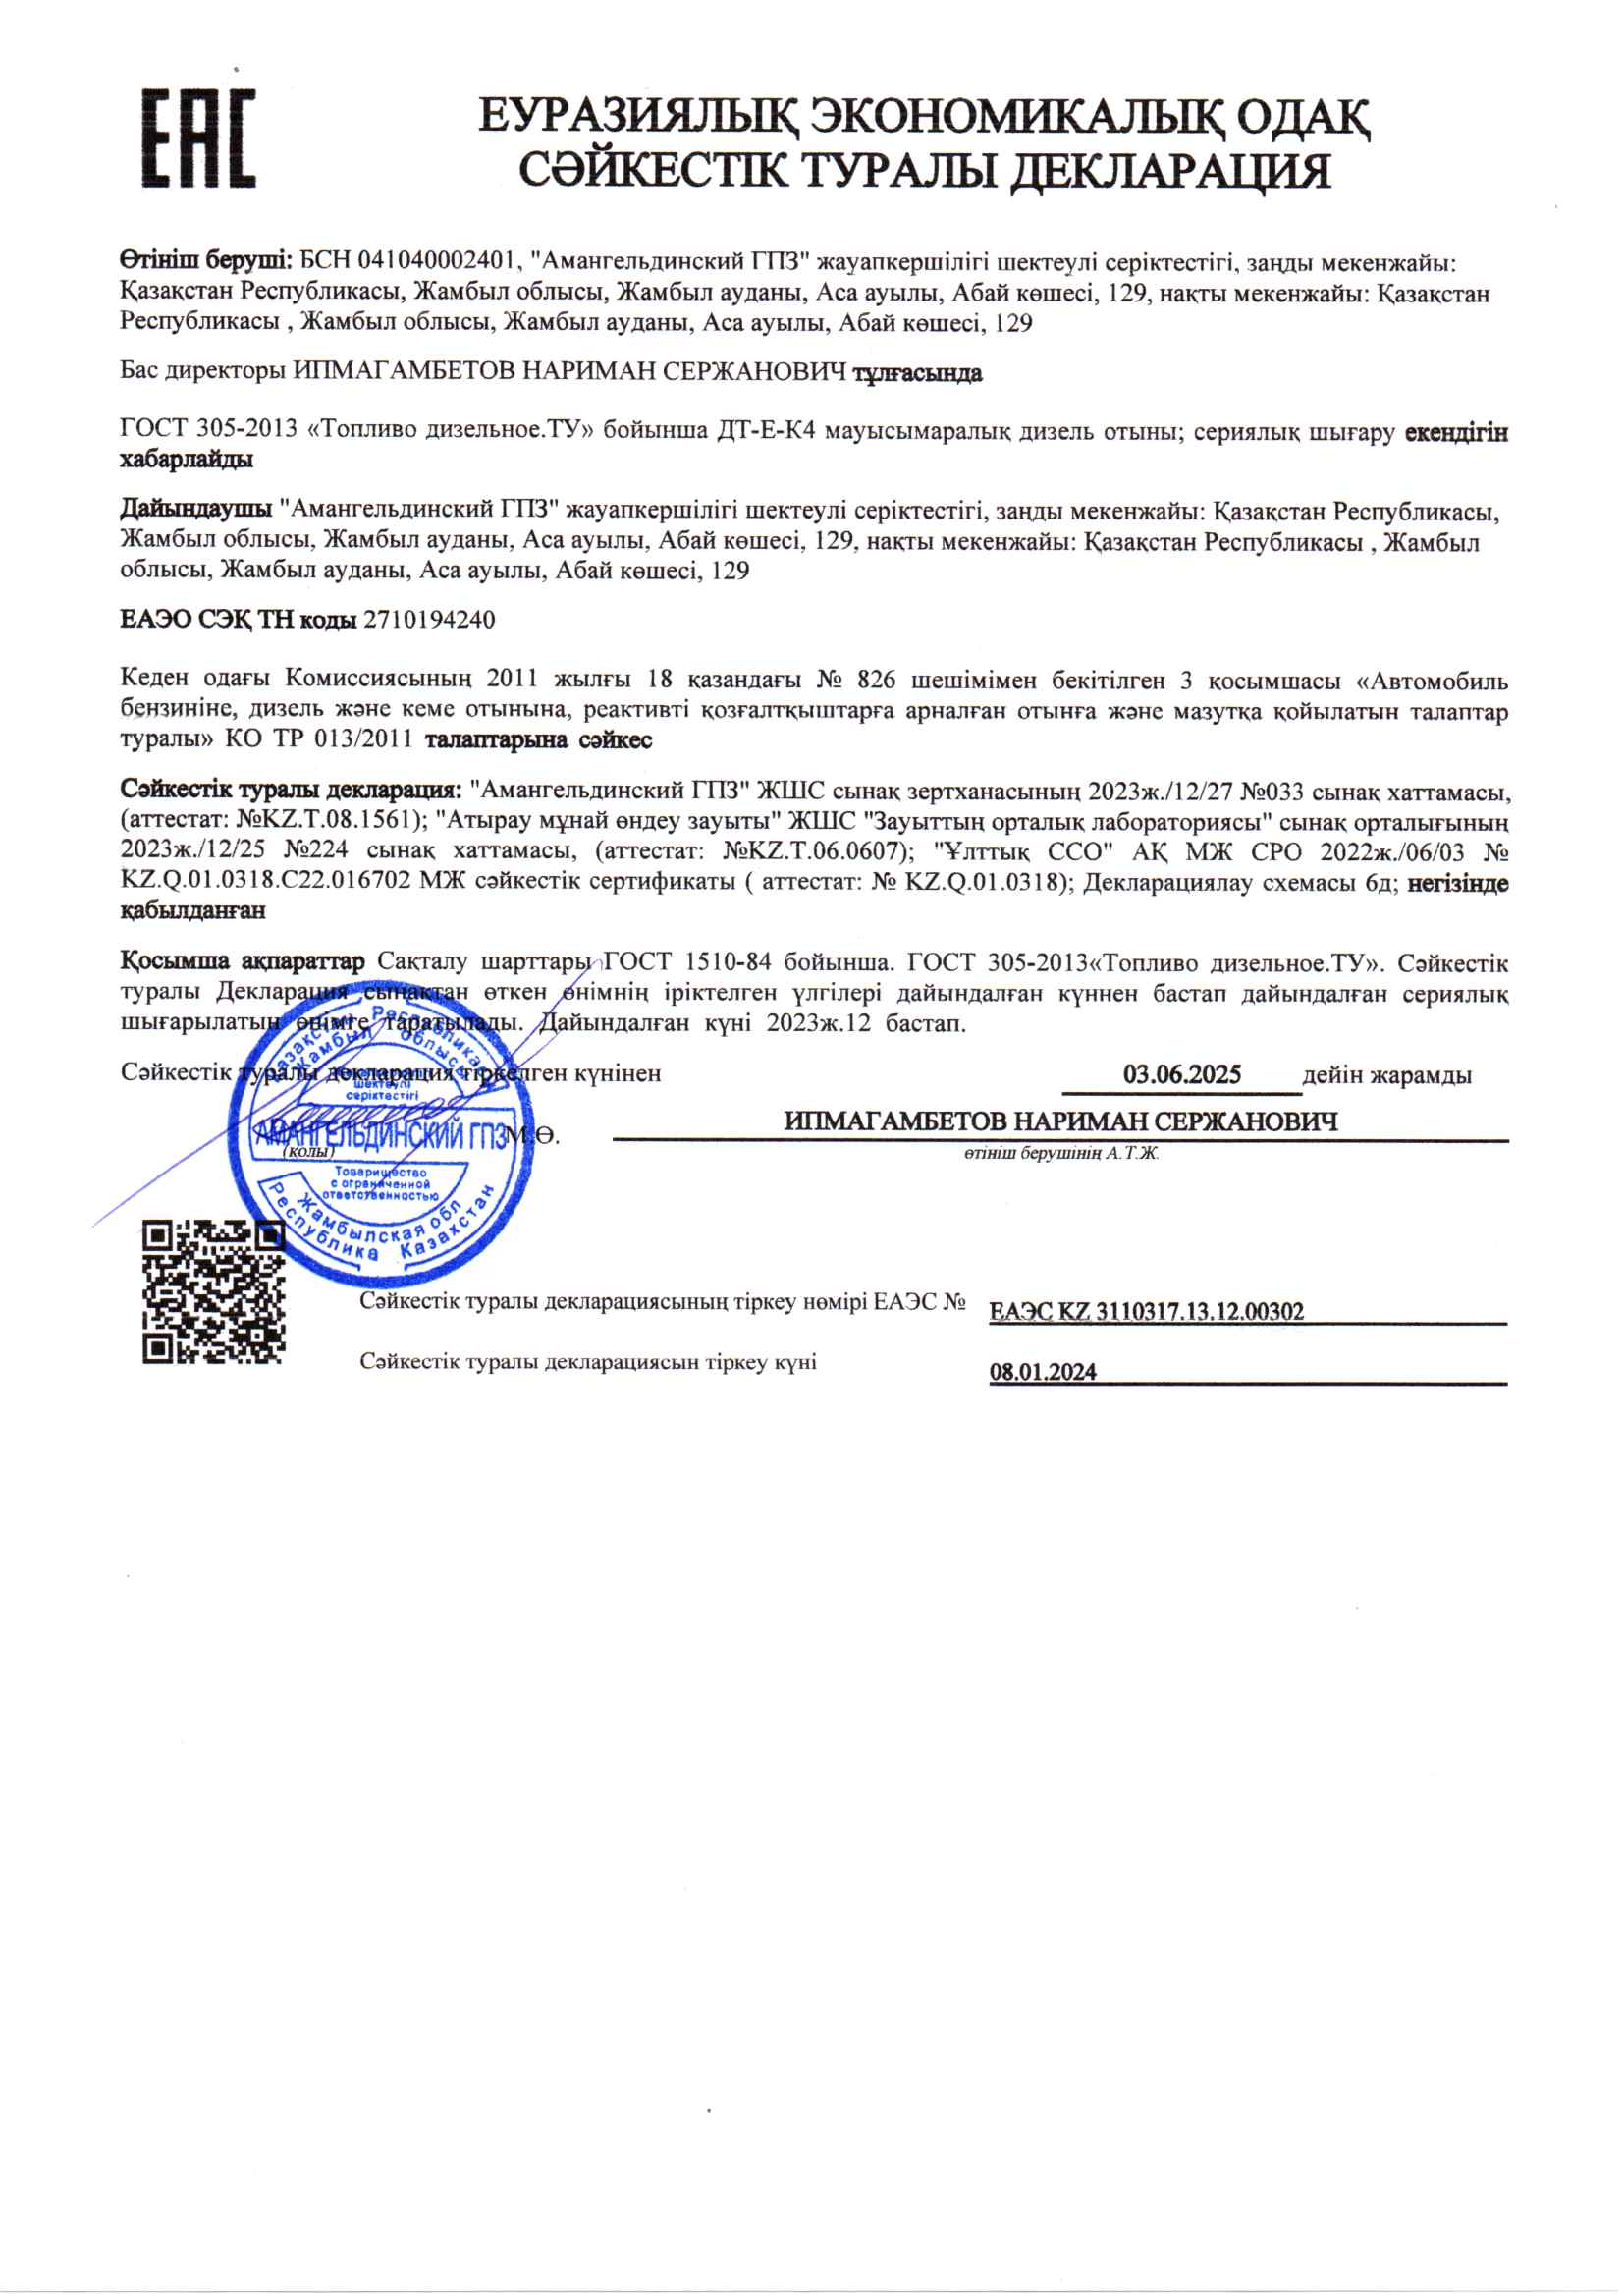 ЕАС
ЕУРАЗИЯЛЫҚ ЭКОНОМИКАЛЫҚ ОДАҚ
СӘЙКЕСТІК ТУРАЛЫ ДЕКЛАРАЦИЯ
Өтініш беруші: БСН 041040002401, "Амангельдинский ГПЗ" жауапкершілігі шектеулі серіктестігі, заңды мекенжайы:
Қазақстан Республикасы, Жамбыл облысы, Жамбыл ауданы, Аса ауылы, Абай көшесі, 129, нақты мекенжайы: Қазақстан
Республикасы , Жамбыл облысы, Жамбыл ауданы, Аса ауылы, Абай көшесі, 129
Бас директоры ИПМАГАМБЕТОВ НАРИМАН СЕРЖАНОВИЧ тұлғасында
ГОСТ 305-2013 «Топливо дизельное.ТУ» бойынша ДТ-Е-К4 мауысымаралық дизель отыны; сериялық шығару екендігін
хабарлайды
Дайындаушы "Амангельдинский ГПЗ" жауапкершілігі шектеулі серіктестігі, заңды мекенжайы: Қазақстан Республикасы,
Жамбыл облысы, Жамбыл ауданы, Аса ауылы, Абай көшесі, 129, нақты мекенжайы: Қазақстан Республикасы , Жамбыл
облысы, Жамбыл ауданы, Аса ауылы, Абай көшесі, 129
ЕАЭО СЭҚ ТН коды 2710194240
Кеден одағы Комиссиясының 2011 жылғы 18 қазандағы № 826 шешімімен бекітілген 3 қосымшасы «Автомобиль
бензиніне, дизель және кеме отынына, реактивті қозғалтқыштарға арналған отынға және мазутқа қойылатын талаптар
туралы» КО ТР 013/2011 талаптарына сәйкес
Сәйкестік туралы декларация: "Амангельдинский ГПЗ" ЖШС сынақ зертханасының 2023ж./12/27 №033 сынақ хаттамасы,
(аттестат: №KZ.T.08.1561); "Атырау мұнай өндеу зауыты" ЖШС "Зауыттың орталық лабораториясы" сынақ орталығының
2023ж./12/25 №224 сынақ хаттамасы, (аттестат: №KZ.T.06.0607); "Ұлттық ССО" АҚ МЖ СРО 2022ж./06/03 №
KZ.Q.01.0318.C22.016702 МЖ сәйкестік сертификаты ( аттестат: № KZ.Q.01.0318); Декларациялау схемасы 6д; негізінде
қабылданған
Қосымша ақпараттар Сақталу шарттары ГОСТ 1510-84 бойынша. ГОСТ 305-2013«Топливо дизельное.ТУ». Сәйкестік
туралы Декларация сынақтан өткен өнімнің іріктелген үлгілері дайындалған күннен бастап дайындалған сериялық
шығарылатын өнімге таратылады. Дайындалған күні 2023ж.12 бастап.
Сәйкестік туралы декларация тіркелген күнінен 03.06.2025 дейін жарамды
ИПМАГАМБЕТОВ НАРИМАН СЕРЖАНОВИЧ
М.Ө.
(қолы)
өтініш берушінің А.Т.Ж.
Қазақстан Республикасы
Жамбыл облысы
шектеулі
серіктестігі
АМАНГЕЛЬДИНСКИЙ ГПЗ
Товарищество
с ограниченной
ответственностью
Жамбылская обл
Республика Казахстан
Сәйкестік туралы декларациясының тіркеу нөмірі ЕАЭС № ЕАЭС KZ 3110317.13.12.00302
Сәйкестік туралы декларациясын тіркеу күні 08.01.2024